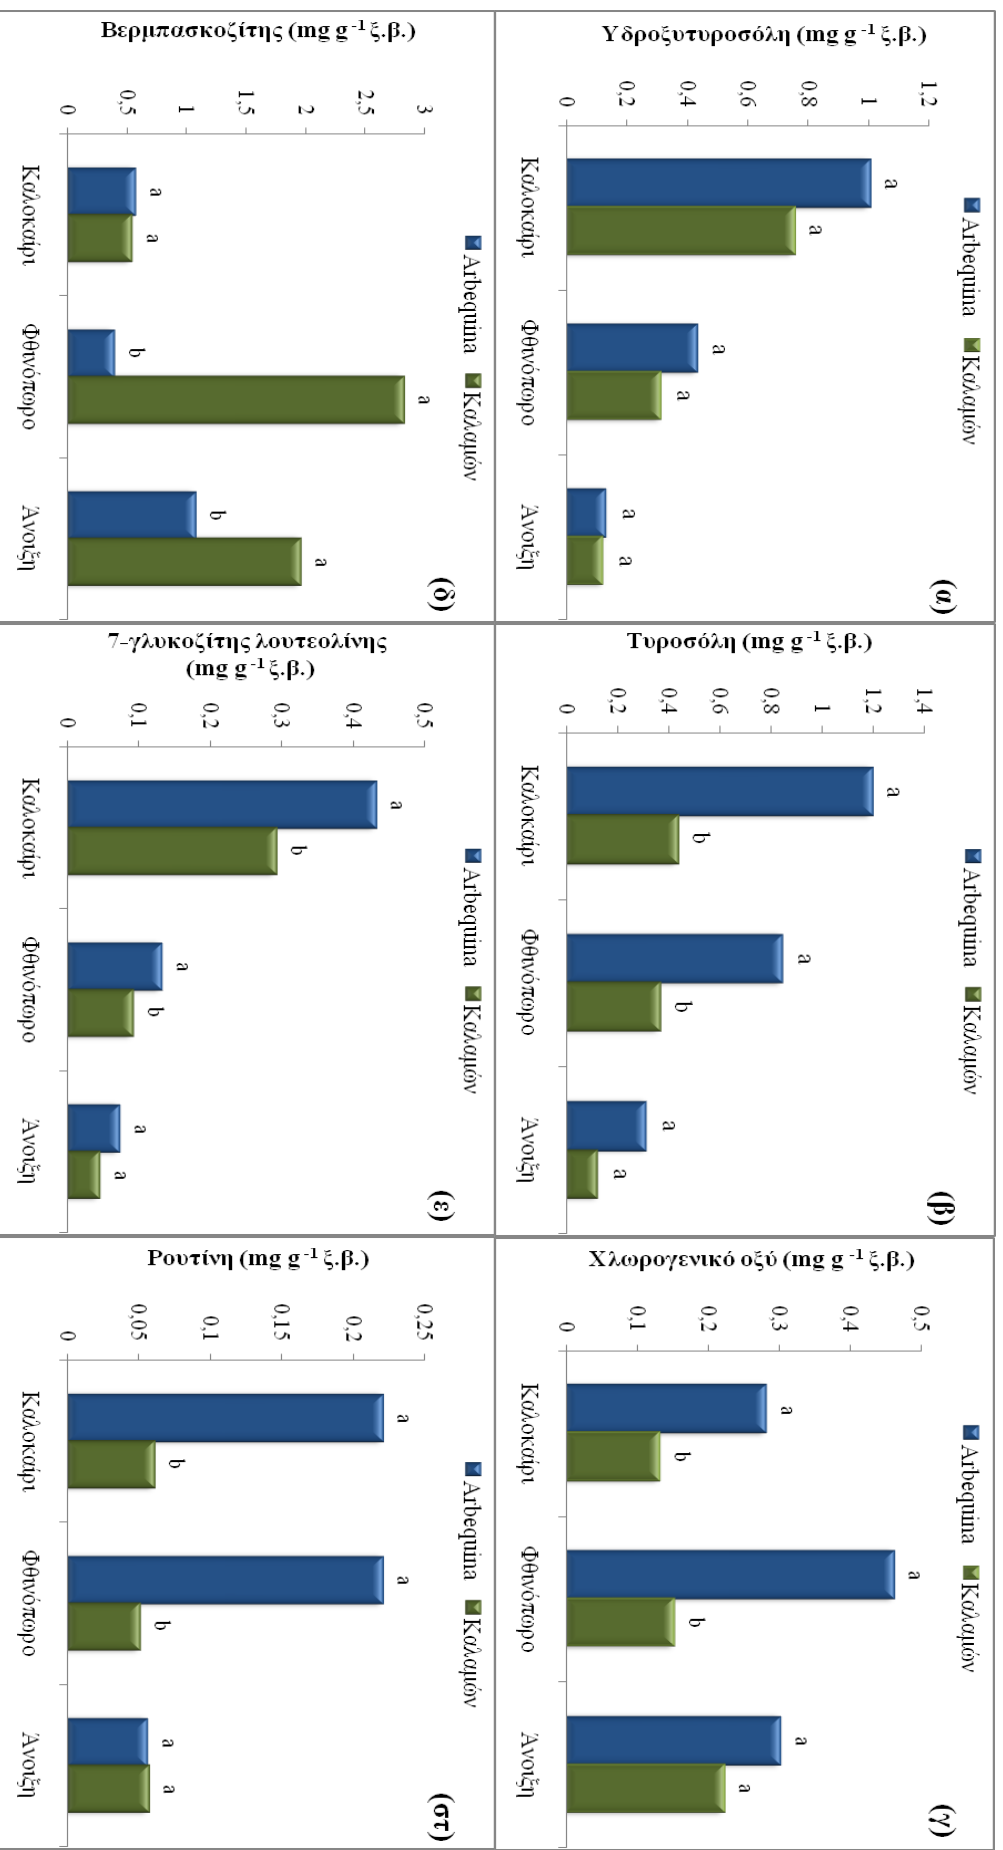 Υδροξυτυροσόλη (mg g -1 ξ.β.)
1,2
1
0,8
0,6
0,4
0,2
0
Arbequina Καλαμών
(α)
a a a a a a
Καλοκαίρι Φθινόπωρο Άνοιξη
Τυροσόλη (mg g -1 ξ.β.)
1,4
1,2
1
0,8
0,6
0,4
0,2
0
Arbequina Καλαμών
(β)
a b a b a a
Καλοκαίρι Φθινόπωρο Άνοιξη
Χλωρογενικό οξύ (mg g -1 ξ.β.)
0,5
0,4
0,3
0,2
0,1
0
Arbequina Καλαμών
(γ)
a b a b a a
Καλοκαίρι Φθινόπωρο Άνοιξη
Βερμπασκοζίτης (mg g -1 ξ.β.)
3
2,5
2
1,5
1
0,5
0
Arbequina Καλαμών
(δ)
a a b a b a
Καλοκαίρι Φθινόπωρο Άνοιξη
7-γλυκοζίτης λουτεολίνης
(mg g -1 ξ.β.)
0,5
0,4
0,3
0,2
0,1
0
Arbequina Καλαμών
(ε)
a b a b a a
Καλοκαίρι Φθινόπωρο Άνοιξη
Ρουτίνη (mg g -1 ξ.β.)
0,25
0,2
0,15
0,1
0,05
0
Arbequina Καλαμών
(στ)
a b a b a a
Καλοκαίρι Φθινόπωρο Άνοιξη